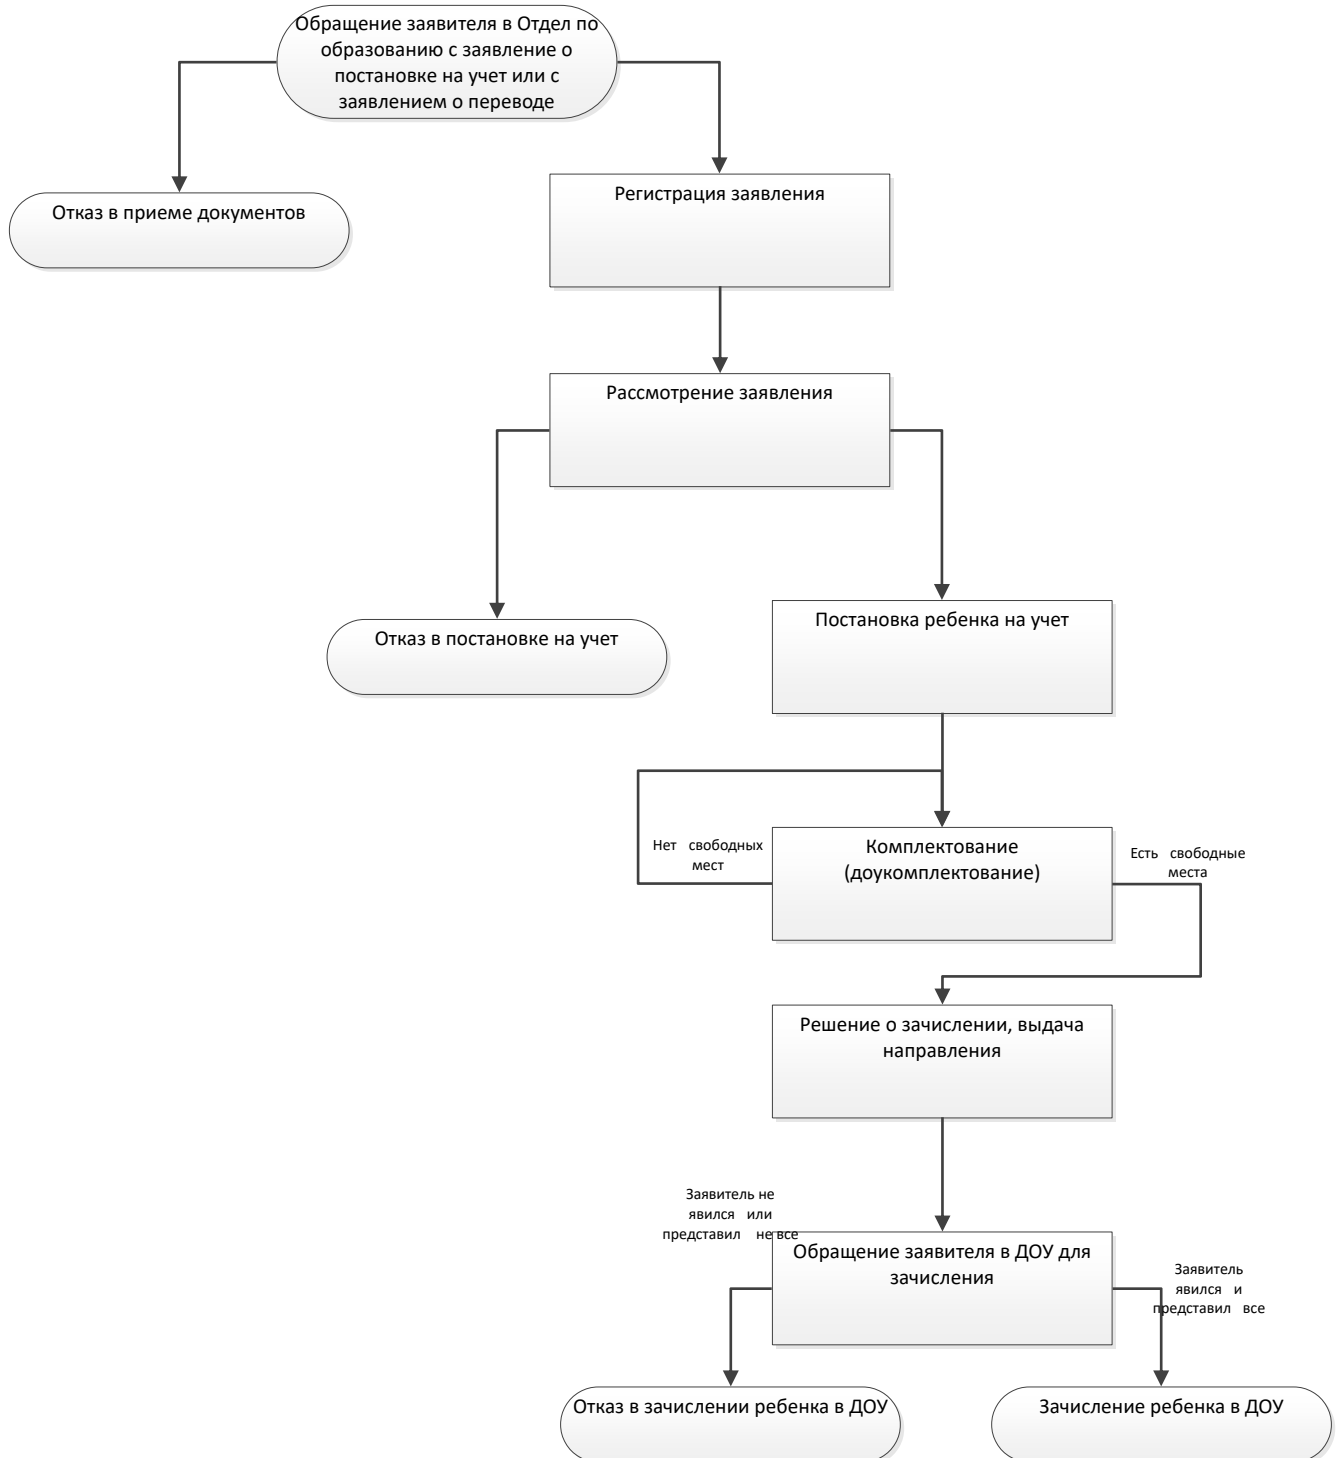 Обращение заявителя в Отдел по
образованию с заявление о
постановке на учет или с
заявлением о переводе
Отказ в приеме документов
Регистрация заявления
Рассмотрение заявления
Отказ в постановке на учет
Постановка ребенка на учет
Нет свободных
мест
Комплектование
(доукомплектование)
Есть свободные
места
Решение о зачислении, выдача
направления
Заявитель не
явился или
представил не все
Обращение заявителя в ДОУ для
зачисления
Заявитель
явился и
представил все
Отказ в зачислении ребенка в ДОУ
Зачисление ребенка в ДОУ